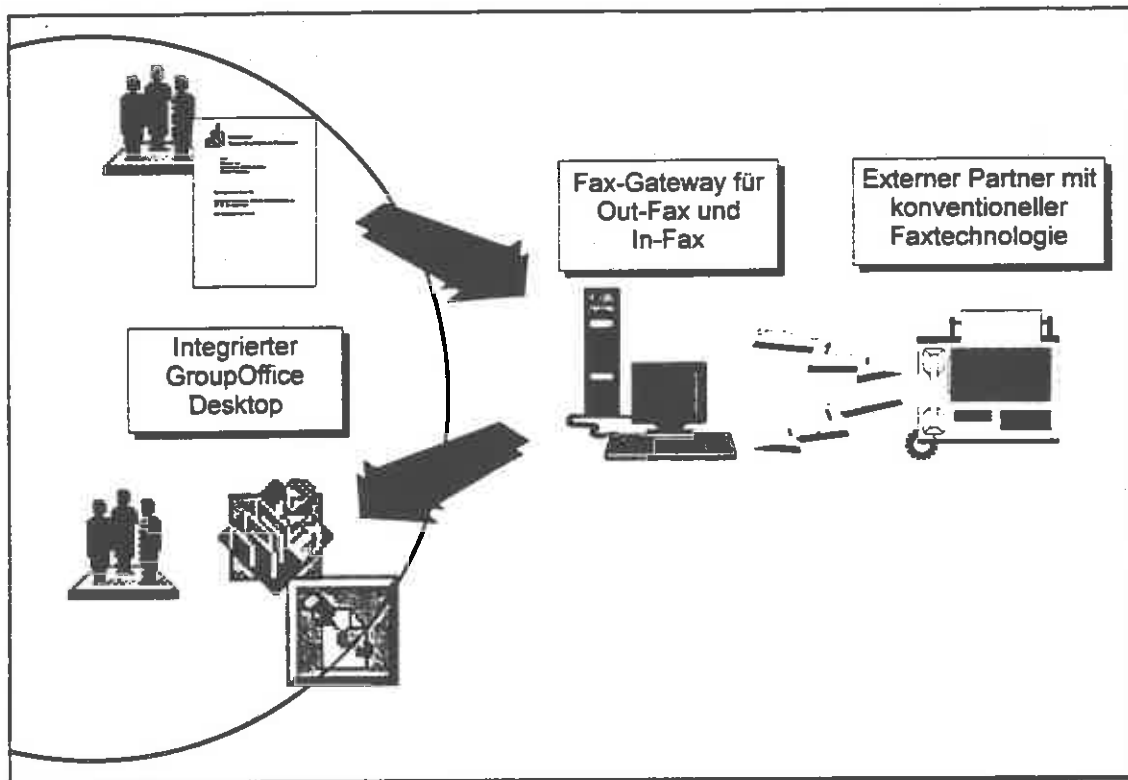 Fax-Gateway für
Out-Fax und
In-Fax
Externer Partner mit
konventioneller
Faxtechnologie
Integrierter
GroupOffice
Desktop